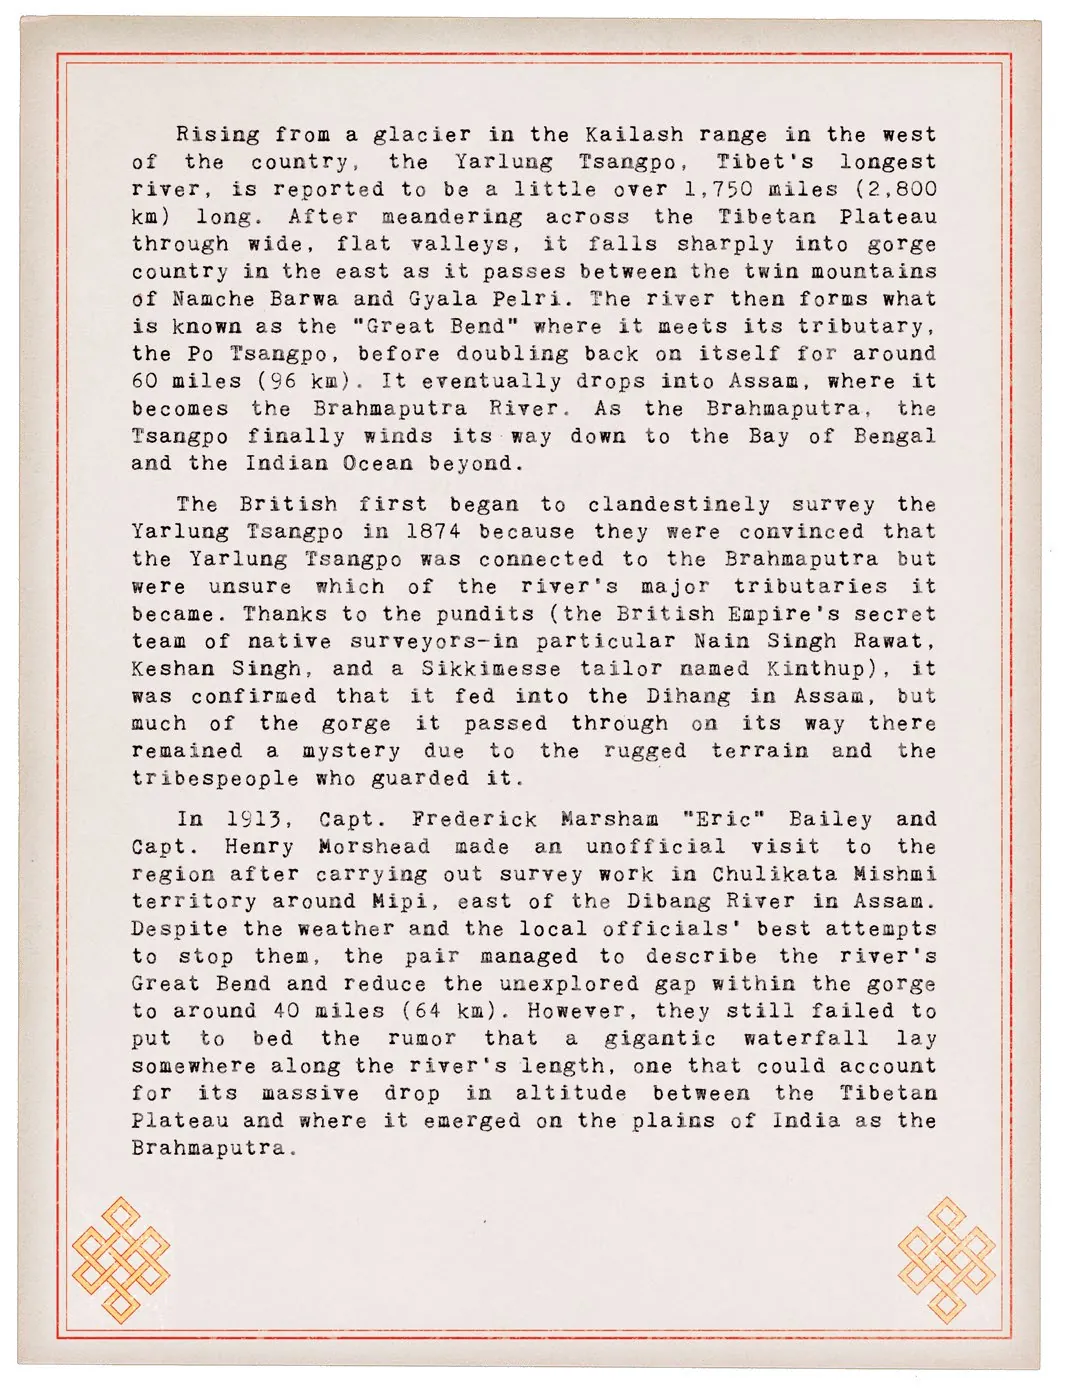 Rising from a glacier in the Kailash range in the west
of the country, the Yarlung Tsangpo, Tibet's longest
river, is reported to be a little over 1,750 miles (2,800
km) long. After meandering across the Tibetan Plateau
through wide, flat valleys, it falls sharply into gorge
country in the east as it passes between the twin mountains
of Namche Barwa and Gyala Pelri. The river then forms what
is known as the "Great Bend" where it meets its tributary,
the Po Tsangpo, before doubling back on itself for around
60 miles (96 km). It eventually drops into Assam, where it
becomes the Brahmaputra River. As the Brahmaputra, the
Tsangpo finally winds its way down to the Bay of Bengal
and the Indian Ocean beyond.
The British first began to clandestinely survey the
Yarlung Tsangpo in 1874 because they were convinced that
the Yarlung Tsangpo was connected to the Brahmaputra but
were unsure which of the river's major tributaries it
became. Thanks to the pundits (the British Empire's secret
team of native surveyors—in particular Nain Singh Rawat,
Keshan Singh, and a Sikkimesse tailor named Kinthup), it
was confirmed that it fed into the Dihang in Assam, but
much of the gorge it passed through on its way there
remained a mystery due to the rugged terrain and the
tribespeople who guarded it.
In 1913, Capt. Frederick Marsham "Eric" Bailey and
Capt. Henry Morshead made an unofficial visit to the
region after carrying out survey work in Chulikata Mishmi
territory around Mipi, east of the Dibang River in Assam.
Despite the weather and the local officials' best attempts
to stop them, the pair managed to describe the river's
Great Bend and reduce the unexplored gap within the gorge
to around 40 miles (64 km). However, they still failed to
put to bed the rumor that a gigantic waterfall lay
somewhere along the river's length, one that could account
for its massive drop in altitude between the Tibetan
Plateau and where it emerged on the plains of India as the
Brahmaputra.